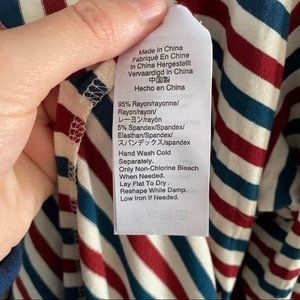 Made In China
Fabriqué En China
In China Hergestellt
Vervaardigd in China
中国製
Hecho en China
95% Rayon/rayonne/
Rayon/rayón/
レーヨン/rayón
5% Spandex/Spandex/
Elasthan/Spandex/
スパンデックス/spandex
Hand Wash Cold
Separately.
Only Non-Chlorine Bleach
When Needed.
Lay Flat To Dry.
Reshape While Damp.
Low Iron If Needed.